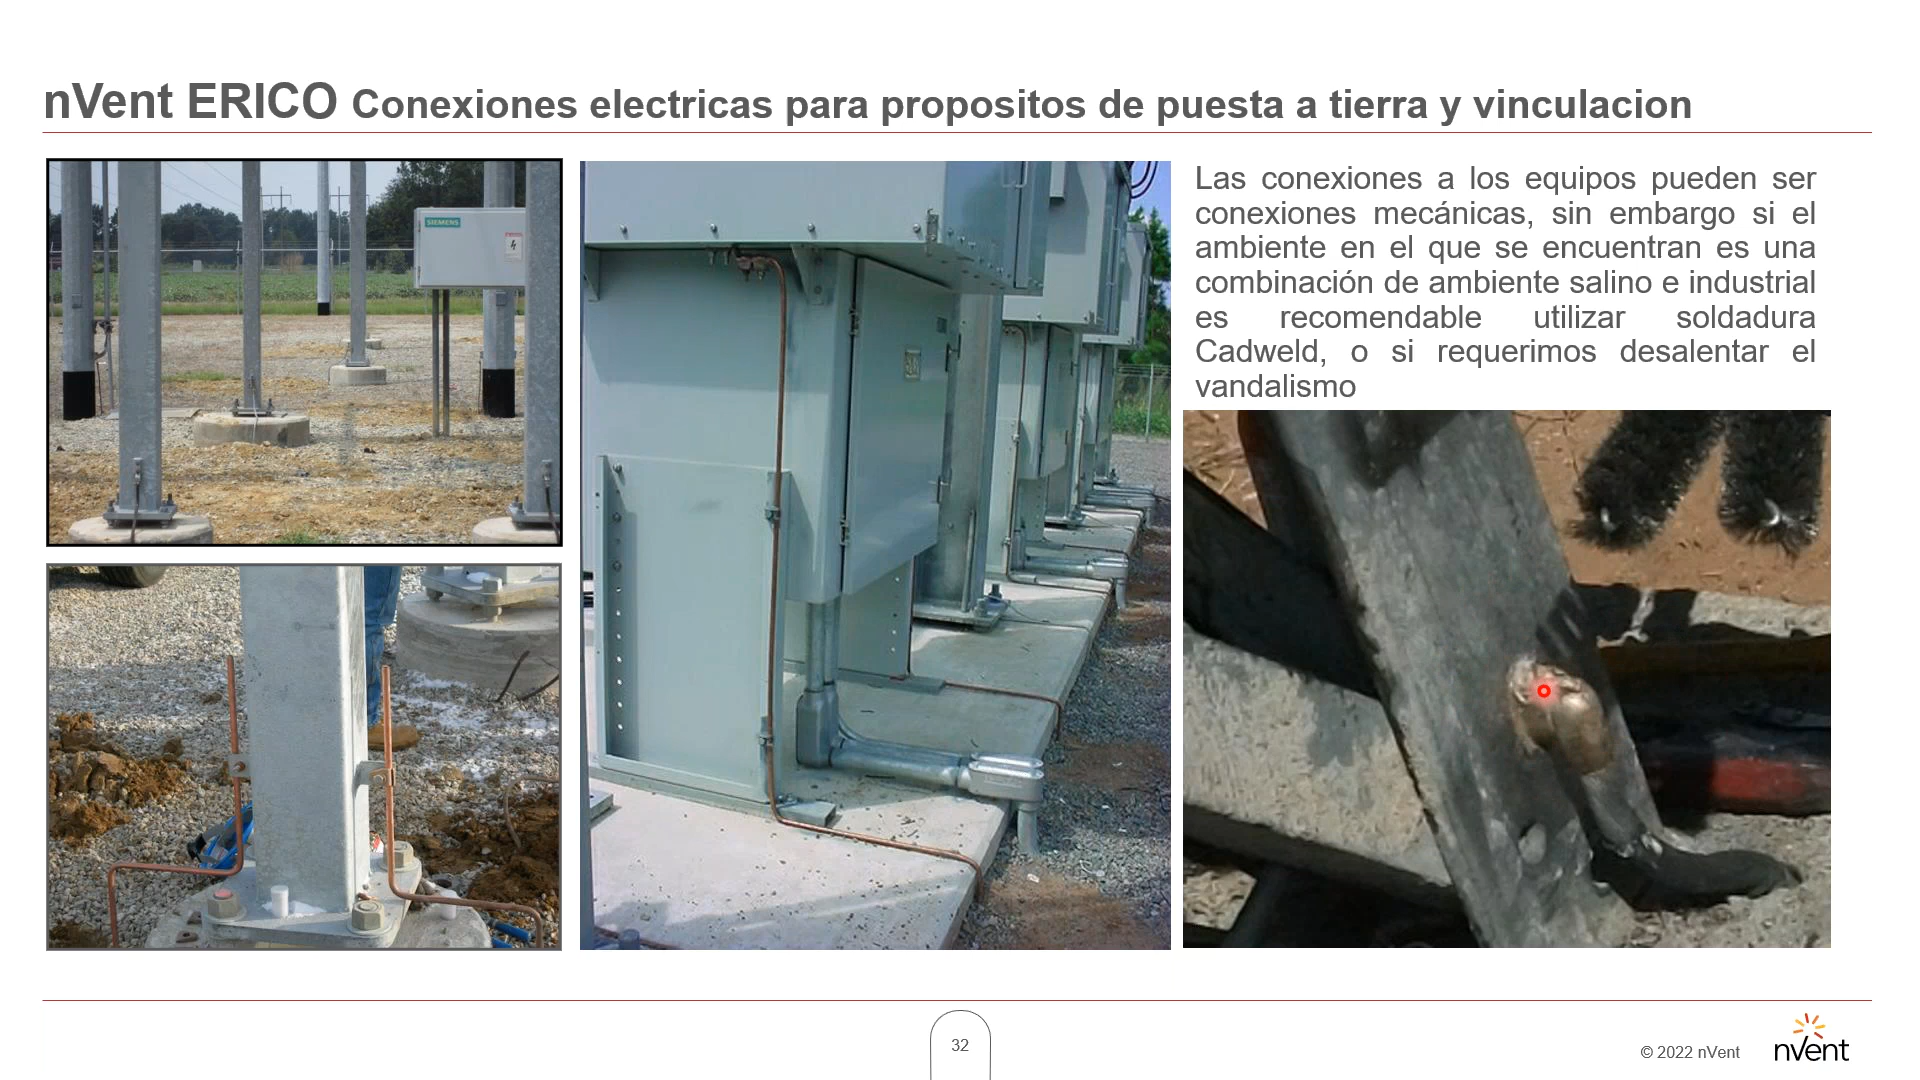 nVent ERICO Conexiones electricas para propositos de puesta a tierra y vinculacion
SIEMENS
Las conexiones a los equipos pueden ser
conexiones mecánicas, sin embargo si el
ambiente en el que se encuentran es una
combinación de ambiente salino e industrial
es recomendable utilizar soldadura
Cadweld, o si requerimos desalentar el
vandalismo
32
© 2022 nVent
nVent